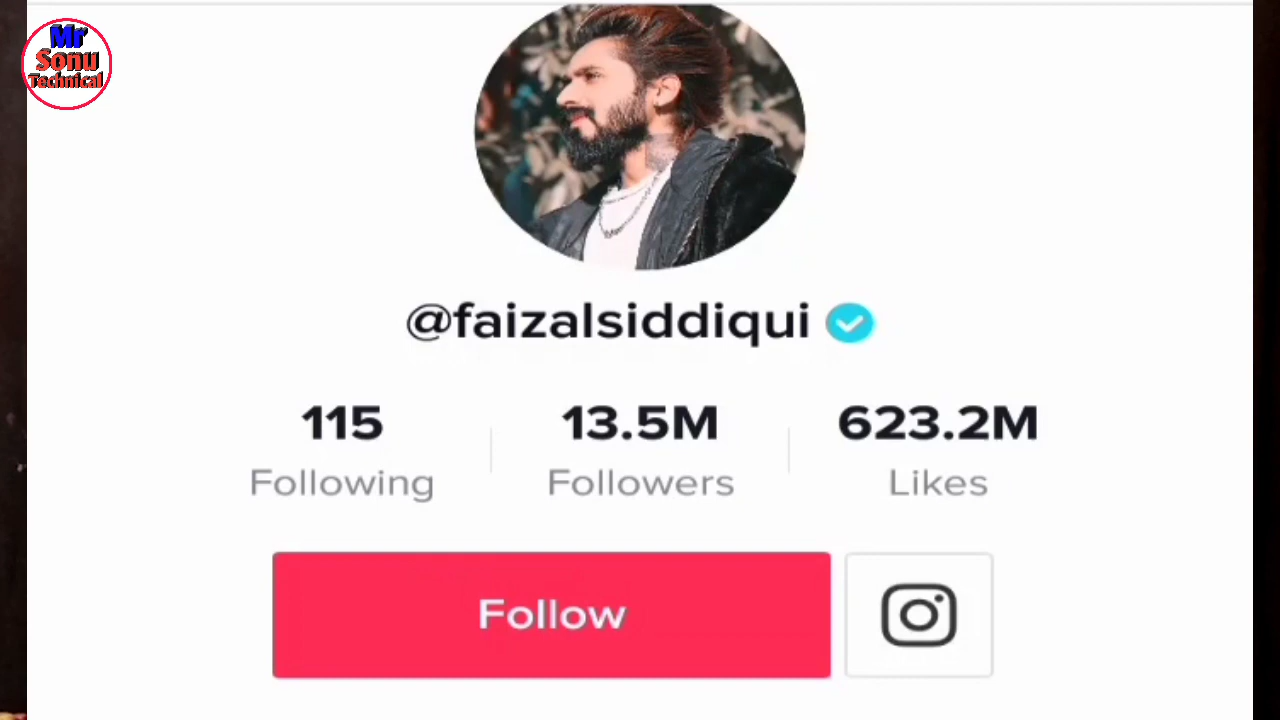 Mr
Sonu
Technical
@faizalsiddiqui
115
Following
13.5M
Followers
623.2M
Likes
Follow